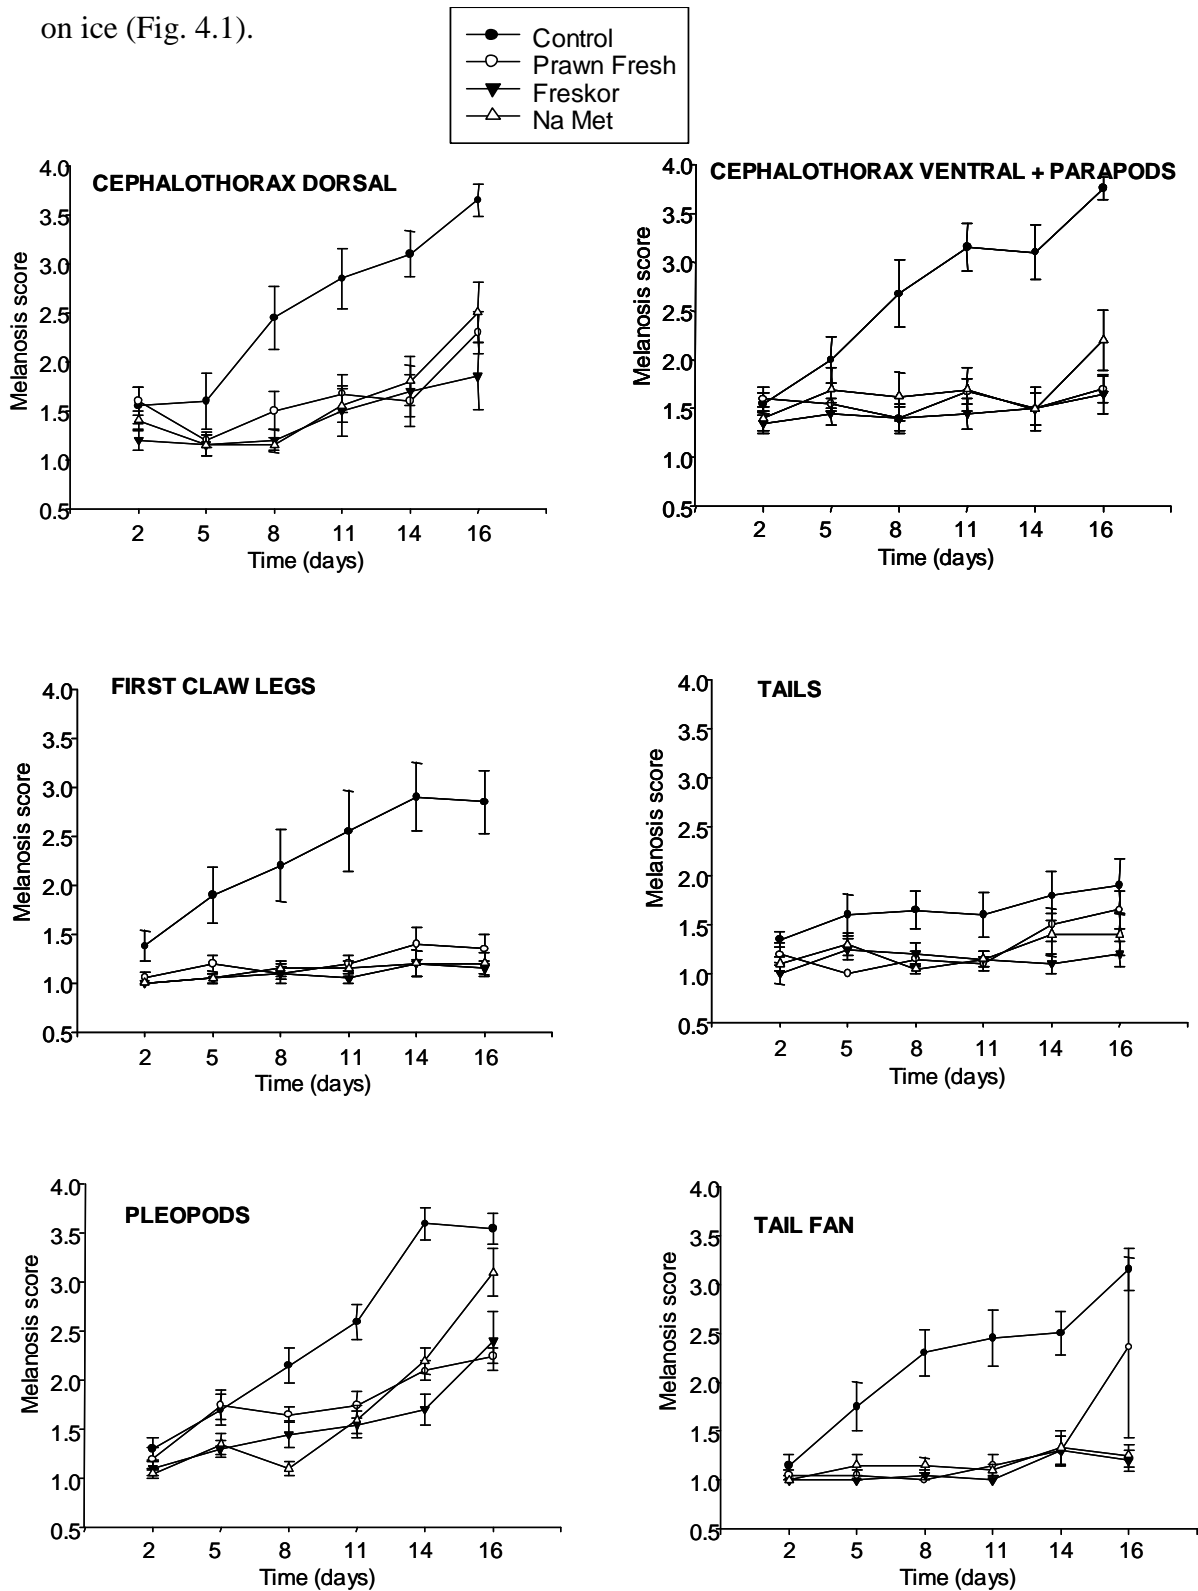 on ice (Fig. 4.1).
Control
Prawn Fresh
Freskor
Na Met
CEPHALOTHORAX DORSAL
Melanosis score
4.0
3.5
3.0
2.5
2.0
1.5
1.0
0.5
2 5 8 11 14 16
Time (days)
CEPHALOTHORAX VENTRAL + PARAPODS
Melanosis score
4.0
3.5
3.0
2.5
2.0
1.5
1.0
0.5
2 5 8 11 14 16
Time (days)
FIRST CLAW LEGS
Melanosis score
4.0
3.5
3.0
2.5
2.0
1.5
1.0
0.5
2 5 8 11 14 16
Time (days)
TAILS
Melanosis score
4.0
3.5
3.0
2.5
2.0
1.5
1.0
0.5
2 5 8 11 14 16
Time (days)
PLEOPODS
Melanosis score
4.0
3.5
3.0
2.5
2.0
1.5
1.0
0.5
2 5 8 11 14 16
Time (days)
TAIL FAN
Melanosis score
4.0
3.5
3.0
2.5
2.0
1.5
1.0
0.5
2 5 8 11 14 16
Time (days)